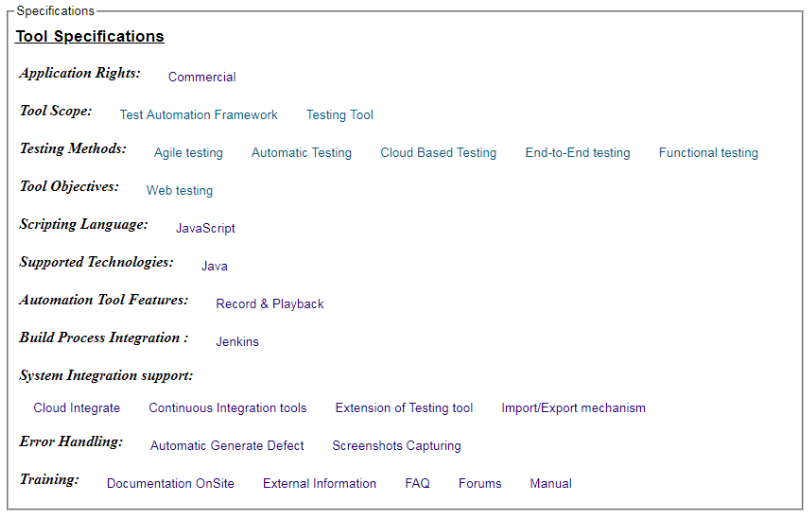 Specifications
Tool Specifications
Application Rights: Commercial
Tool Scope: Test Automation Framework Testing Tool
Testing Methods: Agile testing Automatic Testing Cloud Based Testing End-to-End testing Functional testing
Tool Objectives: Web testing
Scripting Language: JavaScript
Supported Technologies: Java
Automation Tool Features: Record & Playback
Build Process Integration : Jenkins
System Integration support:
Cloud Integrate Continuous Integration tools Extension of Testing tool Import/Export mechanism
Error Handling: Automatic Generate Defect Screenshots Capturing
Training: Documentation OnSite External Information FAQ Forums Manual